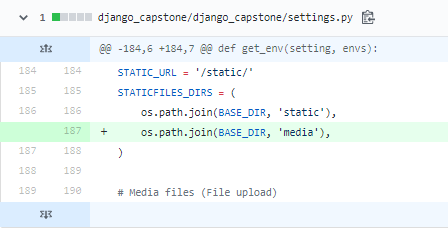 1 django_capstone/django_capstone/settings.py
@@ -184,6 +184,7 @@ def get_env(setting, envs):
184 184 STATIC_URL = '/static/'
185 185 STATICFILES_DIRS = (
186 186 os.path.join(BASE_DIR, 'static'),
187 + os.path.join(BASE_DIR, 'media'),
187 188 )
188 189
189 190 # Media files (File upload)